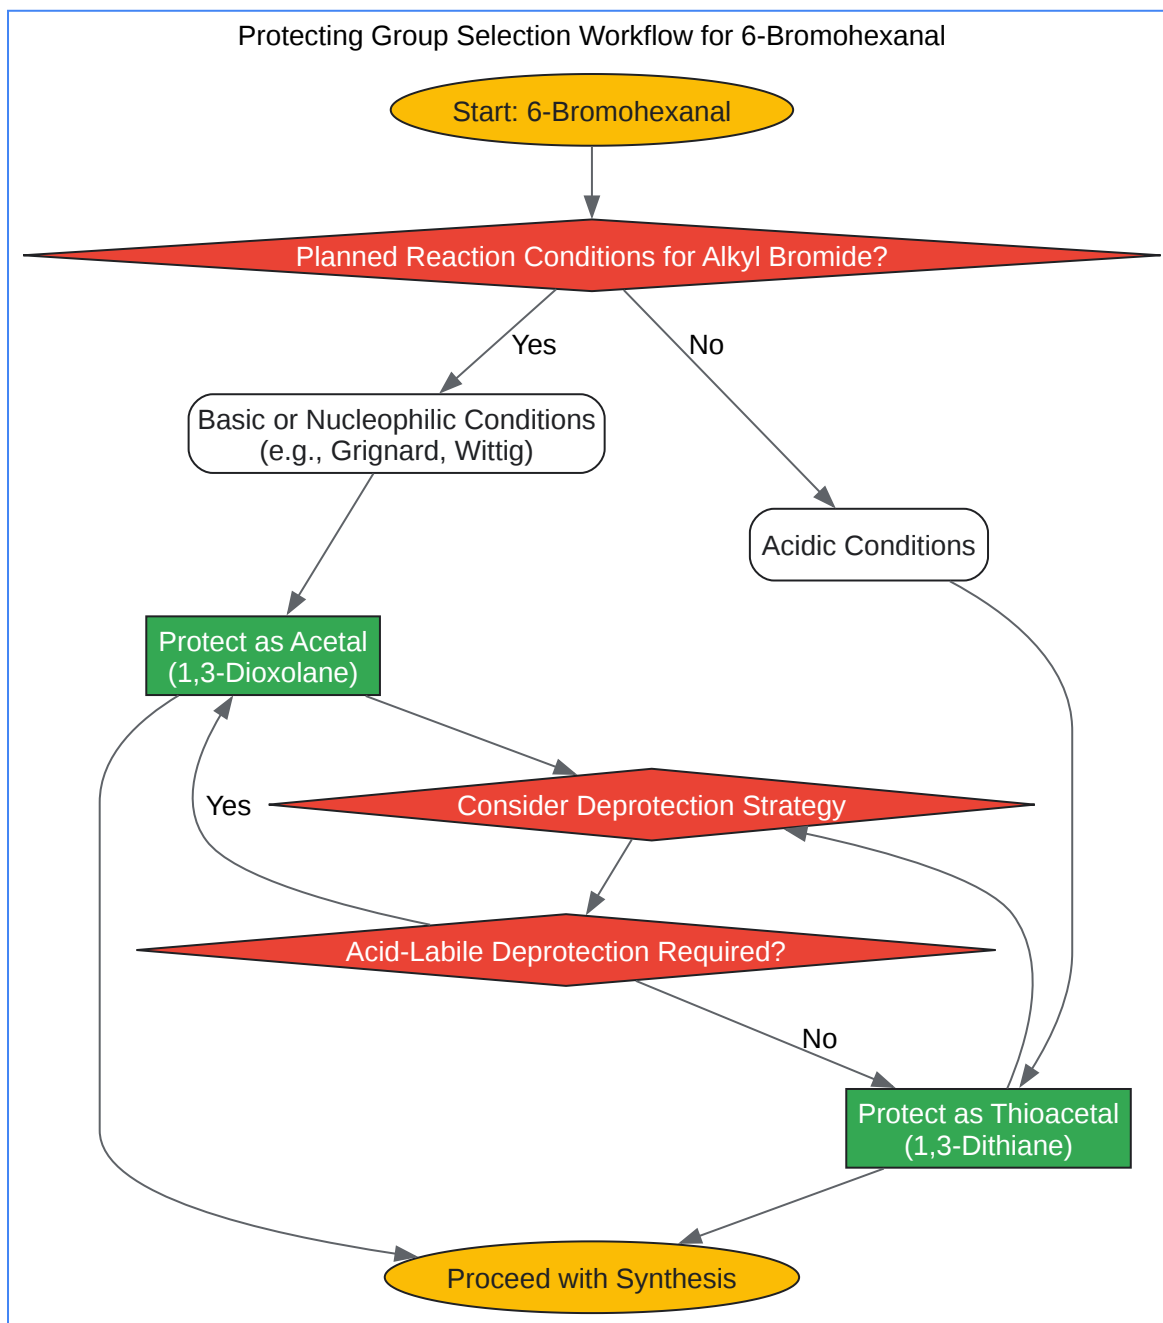 Protecting Group Selection Workflow for 6-Bromohexanal
Start: 6-Bromohexanal
Planned Reaction Conditions for Alkyl Bromide?
Yes
No
Basic or Nucleophilic Conditions
(e.g., Grignard, Wittig)
Acidic Conditions
Protect as Acetal
(1,3-Dioxolane)
Yes
Consider Deprotection Strategy
Acid-Labile Deprotection Required?
No
Protect as Thioacetal
(1,3-Dithiane)
Proceed with Synthesis